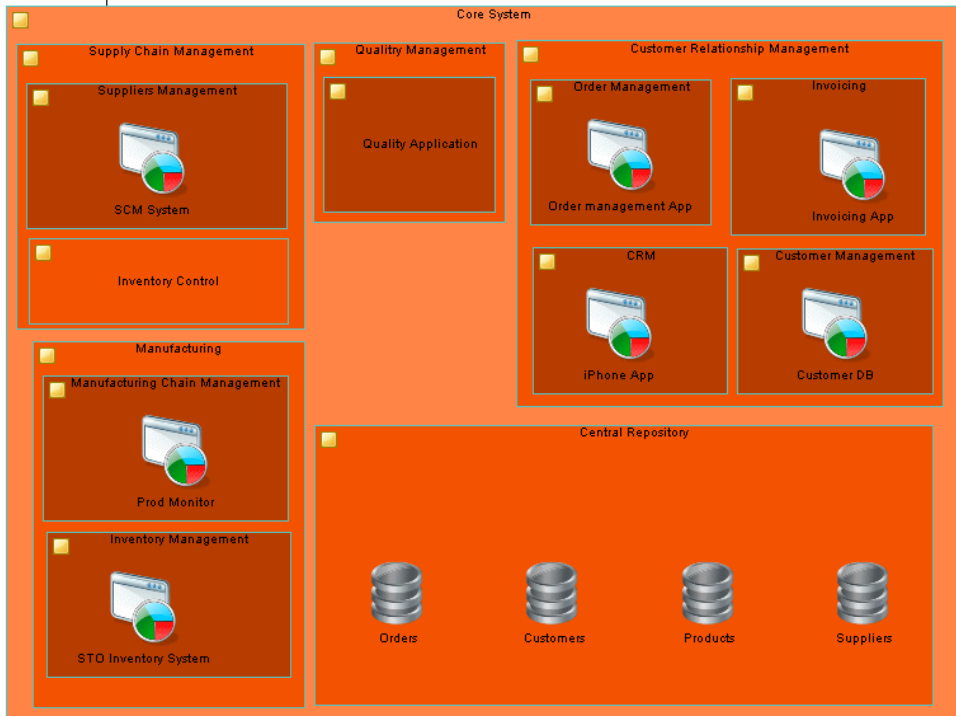 Core System
Supply Chain Management
Suppliers Management
SCM System
Inventory Control
Qualitry Management
Quality Application
Customer Relationship Management
Order Management
Order management App
Invoicing
Invoicing App
CRM
iPhone App
Customer Management
Customer DB
Manufacturing
Manufacturing Chain Management
Prod Monitor
Inventory Management
STO Inventory System
Central Repository
Orders
Customers
Products
Suppliers